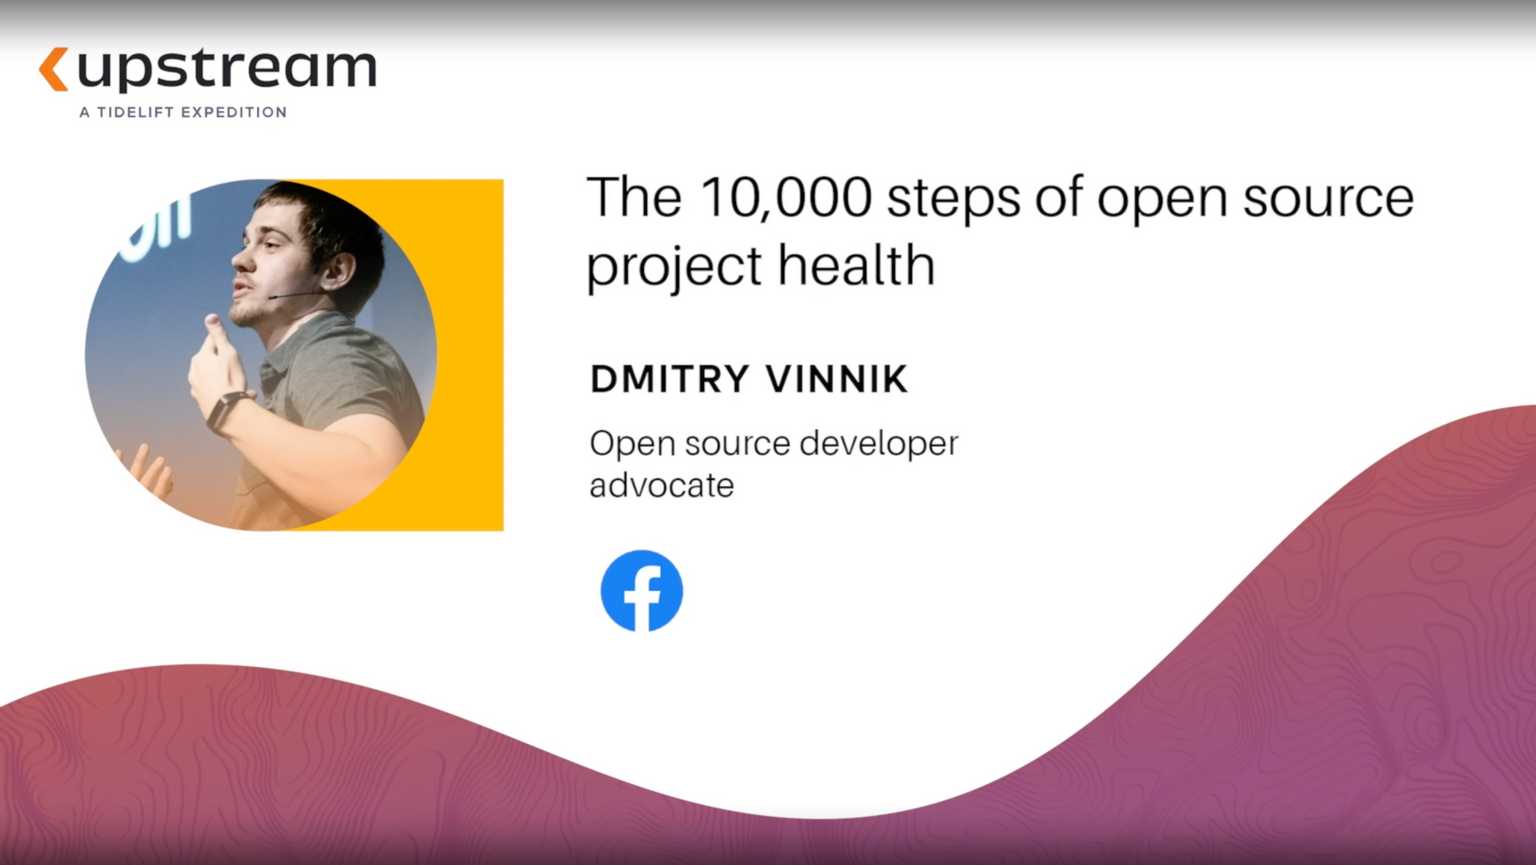 upstream
A TIDELIFT EXPEDITION
The 10,000 steps of open source
project health
DMITRY VINNIK
Open source developer
advocate